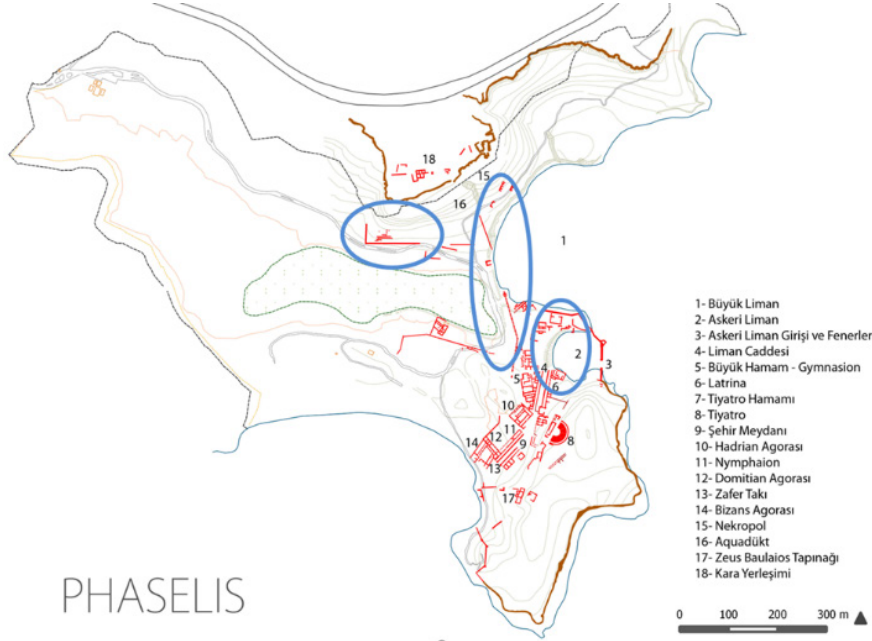 18
15
16
1
2
3
4
5
6
10
11
9
8
12
14
13
17
1- Büyük Liman
2- Askeri Liman
3- Askeri Liman Girişi ve Fenerler
4- Liman Caddesi
5- Büyük Hamam - Gymnasion
6- Latrina
7- Tiyatro Hamamı
8- Tiyatro
9- Şehir Meydanı
10- Hadrian Agorası
11- Nymphaion
12- Domitian Agorası
13- Zafer Takı
14- Bizans Agorası
15- Nekropol
16- Aquadükt
17- Zeus Baulaios Tapınağı
18- Kara Yerleşimi
PHASELIS
0 100 200 300 m